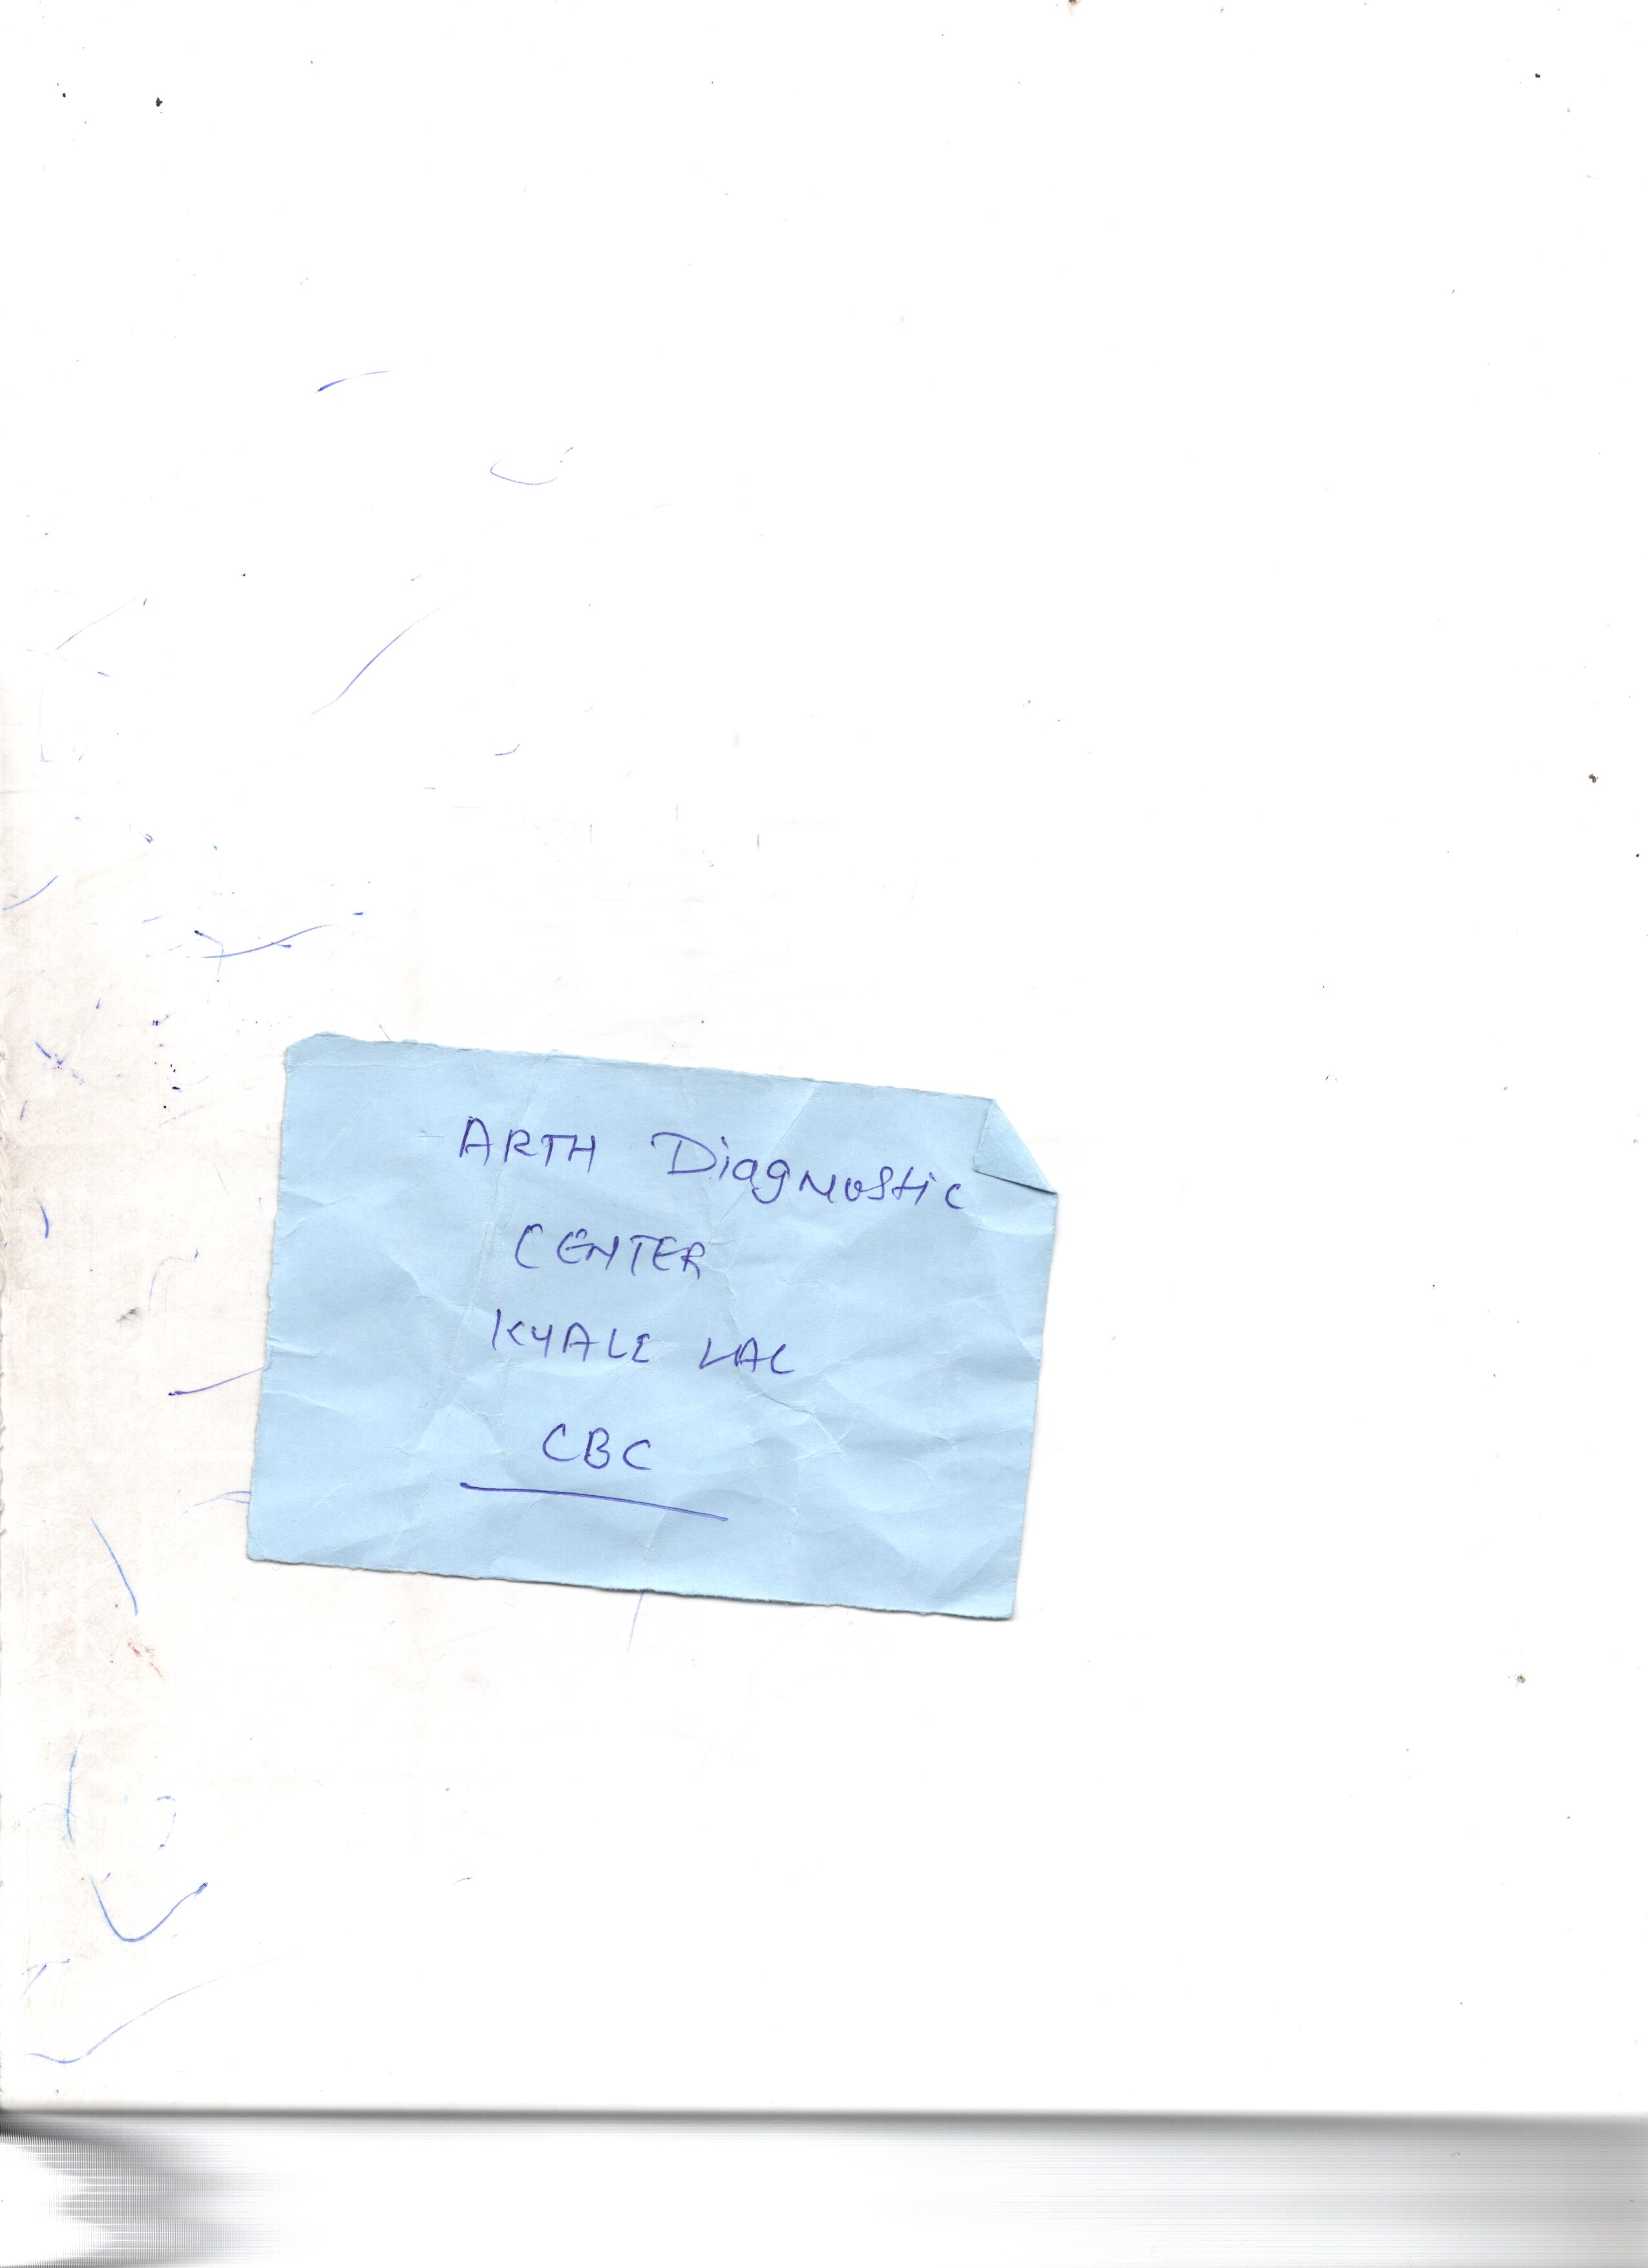 ARTH Diagnostic
CENTER
KYALE LAL
CBC